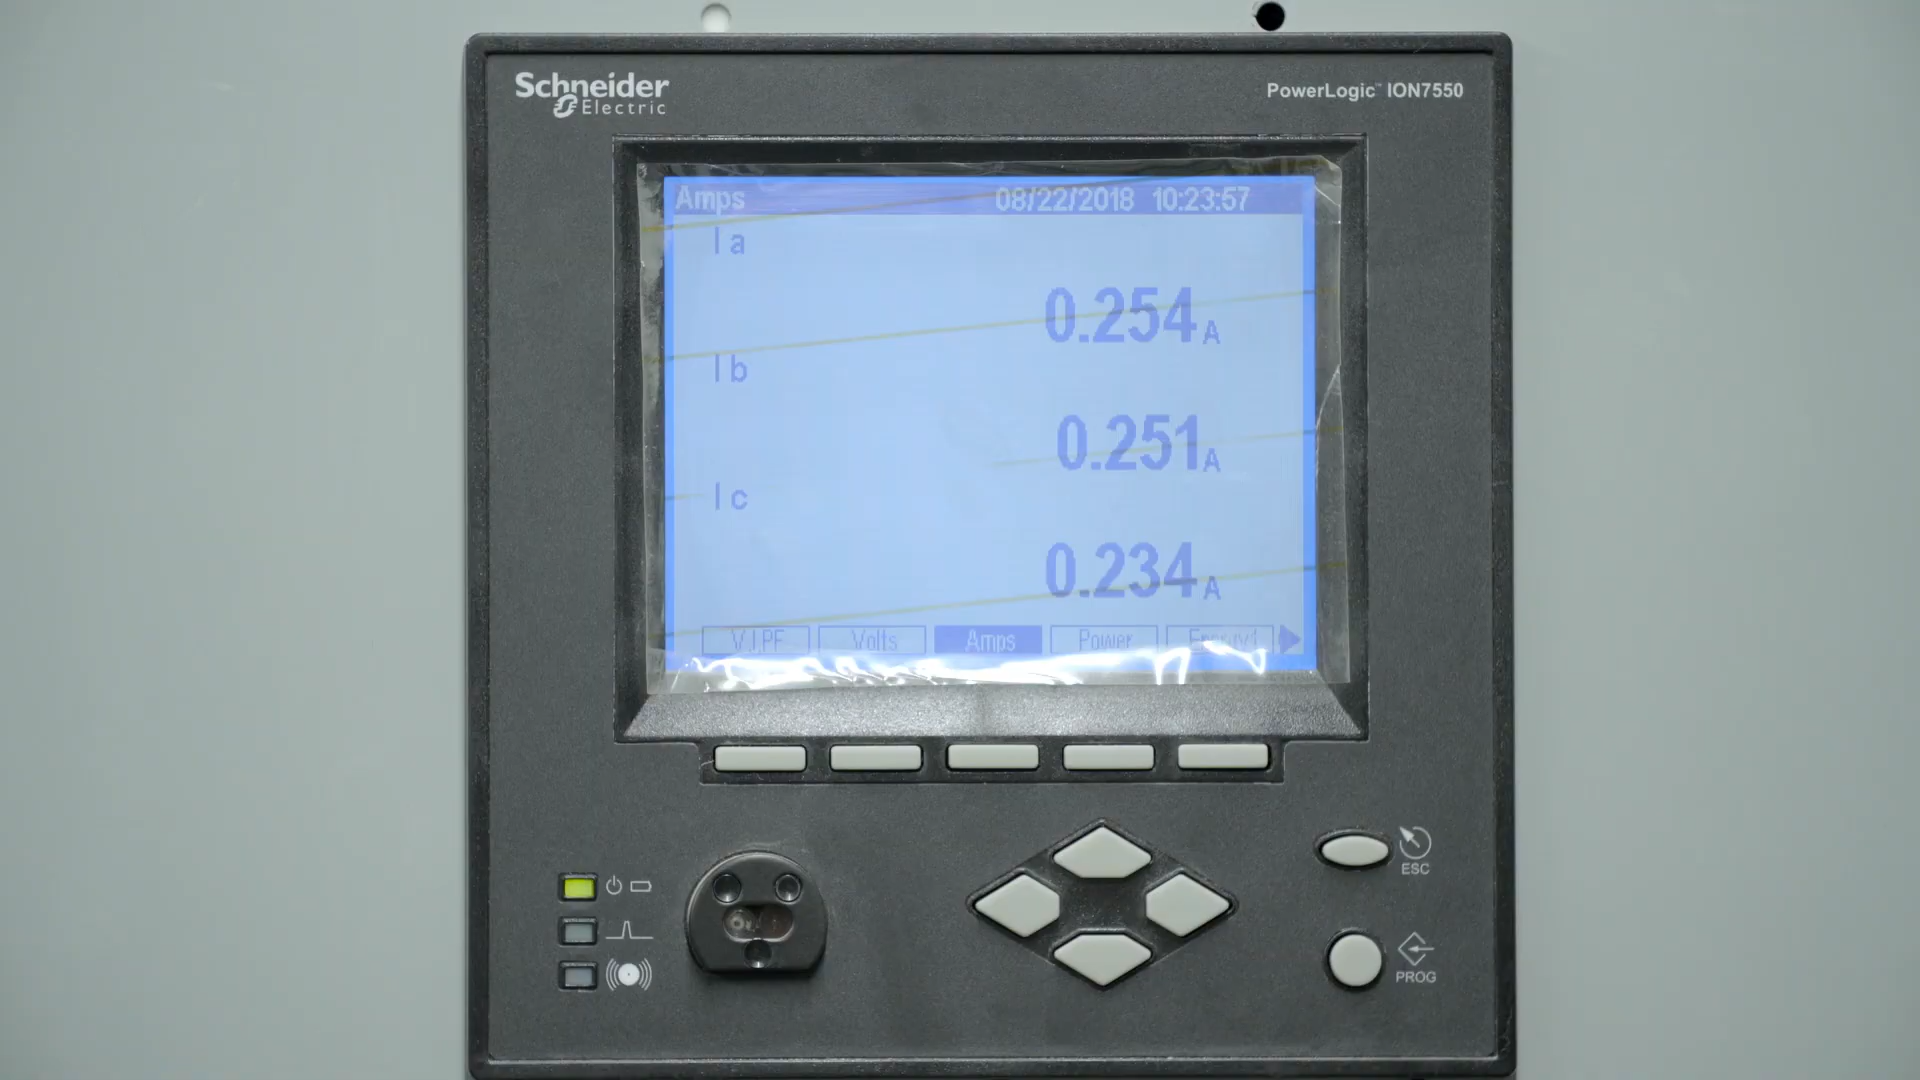 Schneider
Electric
PowerLogic™ ION7550
Amps 08/22/2018 10:23:57
I a
0.254 A
I b
0.251 A
I c
0.234 A
V,I,PF Volts Amps Power Energy1
ESC
PROG